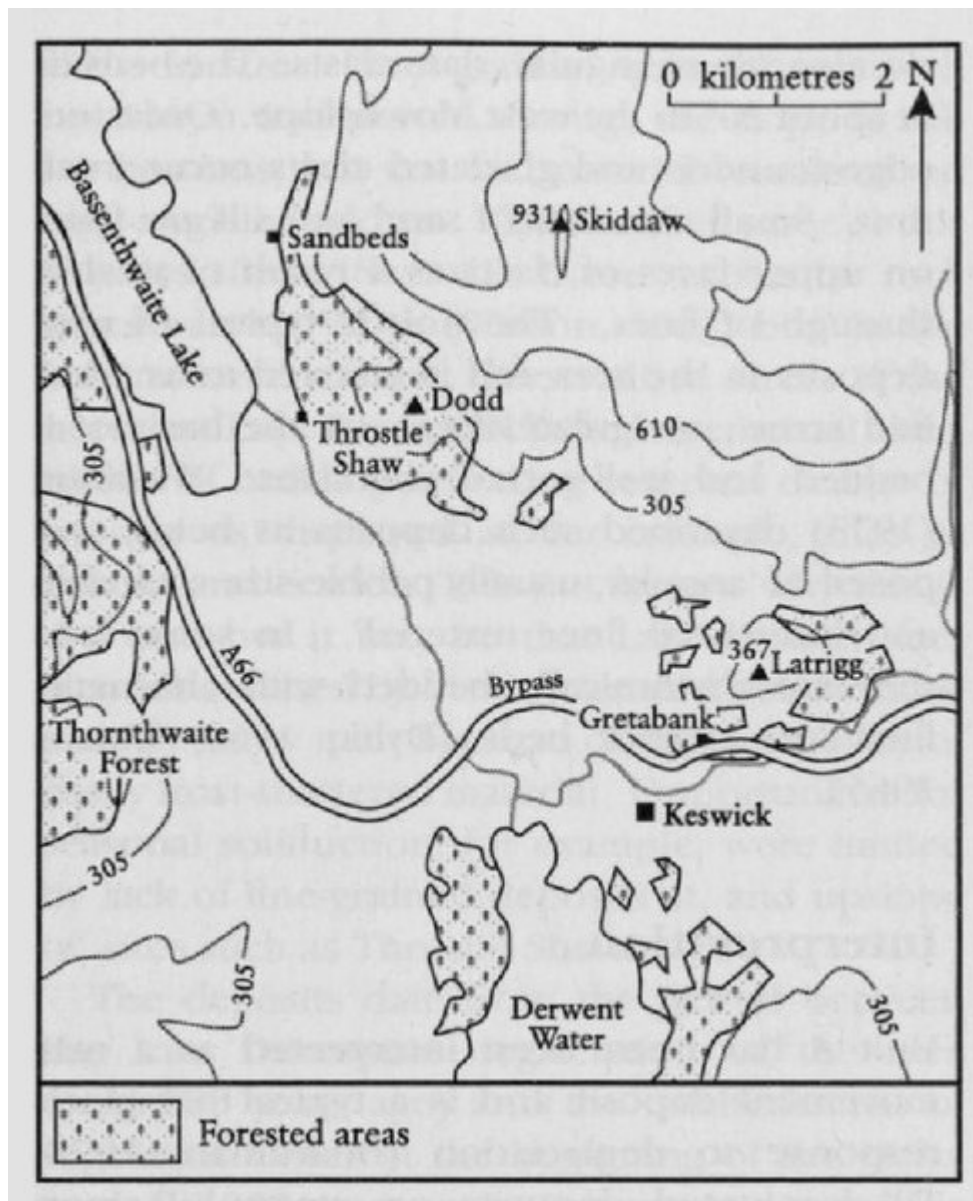 0 kilometres 2 N
Bassenthwaite
Lake
9310 Skiddaw
Sandbeds
Dodd
Throstle
Shaw
610
305
305
367
Latrigg
A66
Bypass
Gretabank
Thornthwaite
Forest
Keswick
305
305
Derwent
Water
305
Forested areas